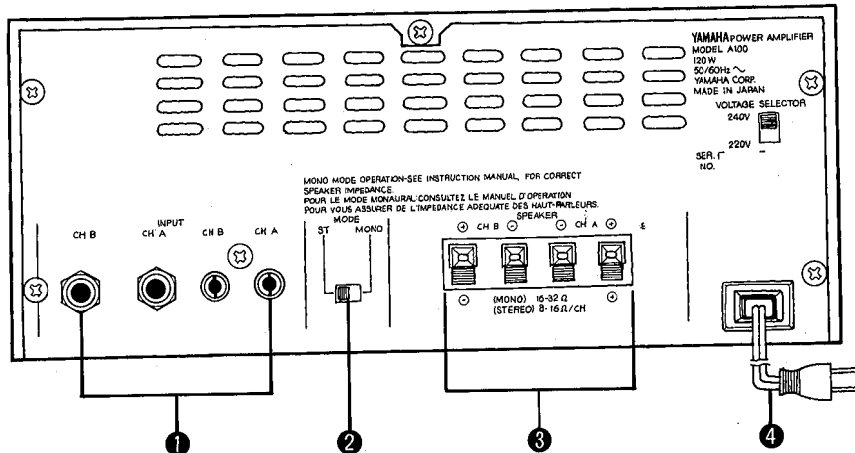 YAMAHA POWER AMPLIFIER
MODEL A100
120 W
50/60Hz ~
YAMAHA CORP.
MADE IN JAPAN
VOLTAGE SELECTOR
240V
220V
SER.
NO.
MONO MODE OPERATION-SEE INSTRUCTION MANUAL, FOR CORRECT
SPEAKER IMPEDANCE.
POUR LE MODE MONAURAL:CONSULTEZ LE MANUEL D'OPERATION
POUR VOUS ASSURER DE L'IMPEDANCE ADEQUATE DES HAUT-PARLEURS.
INPUT
CH B CH A CH B CH A
MODE
ST MONO
SPEAKER
⊕ CH B ⊖ ⊖ CH A ⊕
⊖ (MONO) 16-32 Ω ⊕
(STEREO) 8-16Ω/CH
1 2 3 4